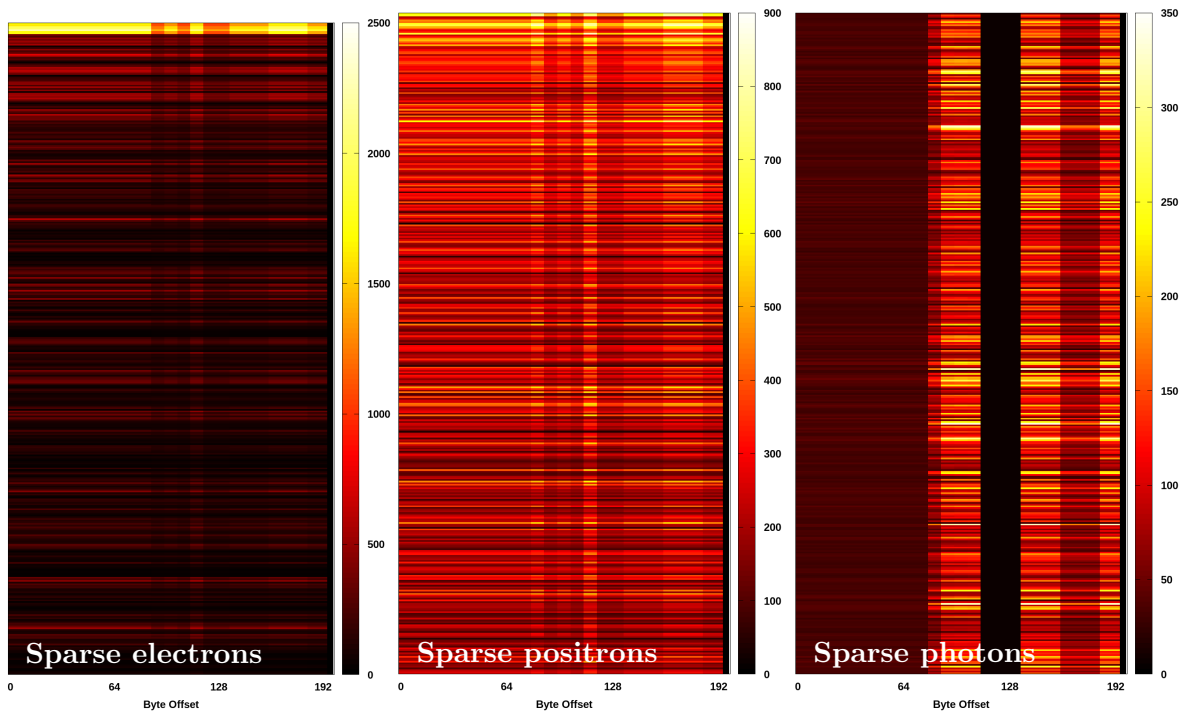 2500
2000
1500
1000
500
0
Sparse electrons
0 64 128 192
Byte Offset
900
800
700
600
500
400
300
200
100
0
Sparse positrons
0 64 128 192
Byte Offset
350
300
250
200
150
100
50
0
Sparse photons
0 64 128 192
Byte Offset